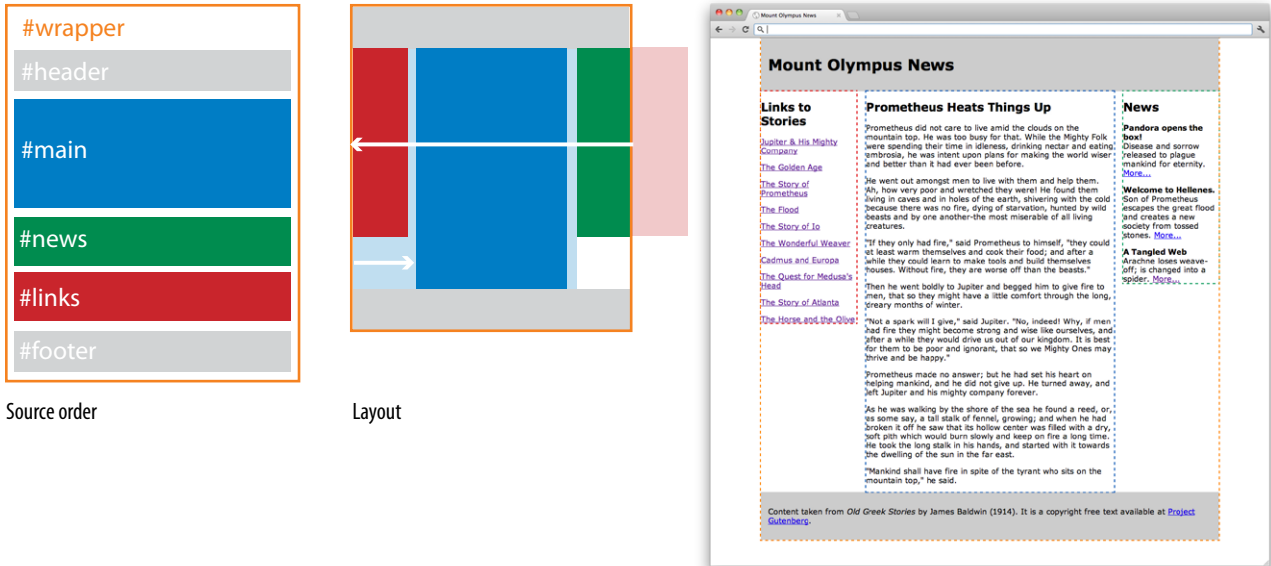 #wrapper
#header
#main
#news
#links
#footer
Source order
Layout
Mount Olympus News
Mount Olympus News
Links to
Stories
Jupiter & His Mighty
Company
The Golden Age
The Story of
Prometheus
The Flood
The Story of Io
The Wonderful Weaver
Cadmus and Europa
The Quest for Medusa's
Head
The Story of Atlanta
The Horse and the Olive
Prometheus Heats Things Up
Prometheus did not care to live amid the clouds on the
mountain top. He was too busy for that. While the Mighty Folk
were spending their time in idleness, drinking nectar and eating
ambrosia, he was intent upon plans for making the world wiser
and better than it had ever been before.
He went out amongst men to live with them and help them.
Ah, how very poor and wretched they were! He found them
living in caves and in holes of the earth, shivering with the cold
because there was no fire, dying of starvation, hunted by wild
beasts and by one another-the most miserable of all living
creatures.
"If they only had fire," said Prometheus to himself, "they could
at least warm themselves and cook their food; and after a
while they could learn to make tools and build themselves
houses. Without fire, they are worse off than the beasts."
Then he went boldly to Jupiter and begged him to give fire to
men, that so they might have a little comfort through the long,
dreary months of winter.
"Not a spark will I give," said Jupiter. "No, indeed! Why, if men
had fire they might become strong and wise like ourselves, and
after a while they would drive us out of our kingdom. It is best
for them to be poor and ignorant, that so we Mighty Ones may
thrive and be happy."
Prometheus made no answer; but he had set his heart on
helping mankind, and he did not give up. He turned away, and
left Jupiter and his mighty company forever.
As he was walking by the shore of the sea he found a reed, or,
as some say, a tall stalk of fennel, growing; and when he had
broken it off he saw that its hollow center was filled with a dry,
soft pith which would burn slowly and keep on fire a long time.
He took the long stalk in his hands, and started with it towards
the dwelling of the sun in the far east.
"Mankind shall have fire in spite of the tyrant who sits on the
mountain top," he said.
News
Pandora opens the
box!
Disease and sorrow
released to plague
mankind for eternity.
More...
Welcome to Hellenes.
Son of Prometheus
escapes the great flood
and creates a new
society from tossed
stones. More...
A Tangled Web
Arachne loses weave-
off; is changed into a
spider. More...
Content taken from Old Greek Stories by James Baldwin (1914). It is a copyright free text available at Project
Gutenberg.